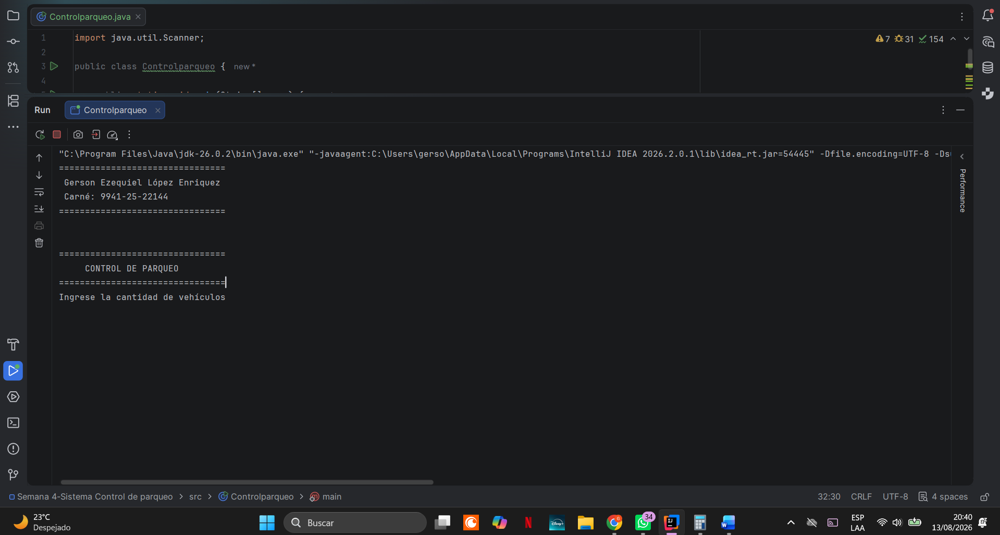 Controlparqueo.java
7 31 154
1 import java.util.Scanner;
2
3 public class Controlparqueo { new *
4
Run Controlparqueo
"C:\Program Files\Java\jdk-26.0.2\bin\java.exe" "-javaagent:C:\Users\gerso\AppData\Local\Programs\IntelliJ IDEA 2026.2.0.1\lib\idea_rt.jar=54445" -Dfile.encoding=UTF-8 -Ds
================================
Gerson Ezequiel López Enriquez
Carné: 9941-25-22144
================================
================================
CONTROL DE PARQUEO
================================
Ingrese la cantidad de vehículos
Performance
Semana 4-Sistema Control de parqueo > src > Controlparqueo > main
32:30 CRLF UTF-8 4 spaces
23°C
Despejado
Buscar
Disney+
34
ESP
LAA
20:40
13/08/2026